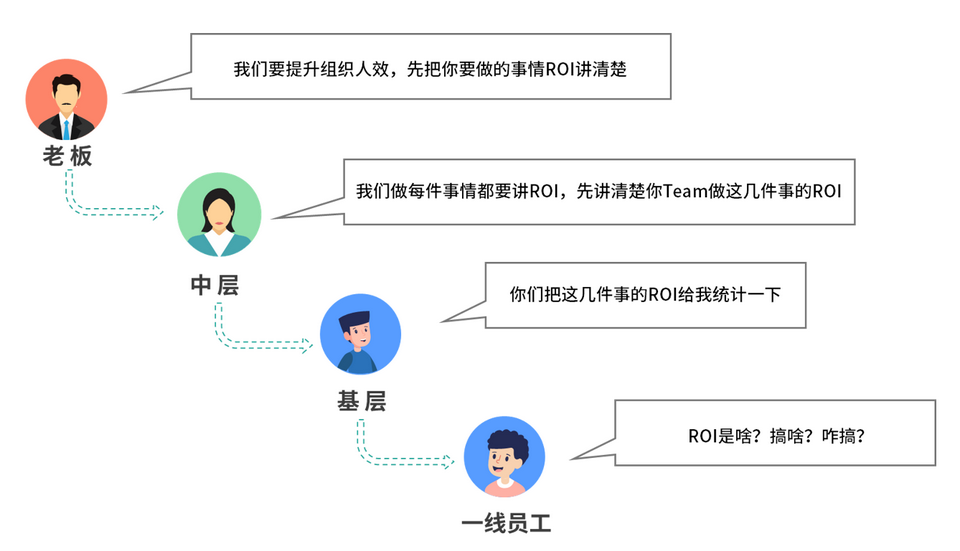 我们要提升组织人效，先把你要做的事情ROI讲清楚
老板
我们做每件事情都要讲ROI，先讲清楚你Team做这几件事的ROI
中层
你们把这几件事的ROI给我统计一下
基层
ROI是啥？搞啥？咋搞？
一线员工